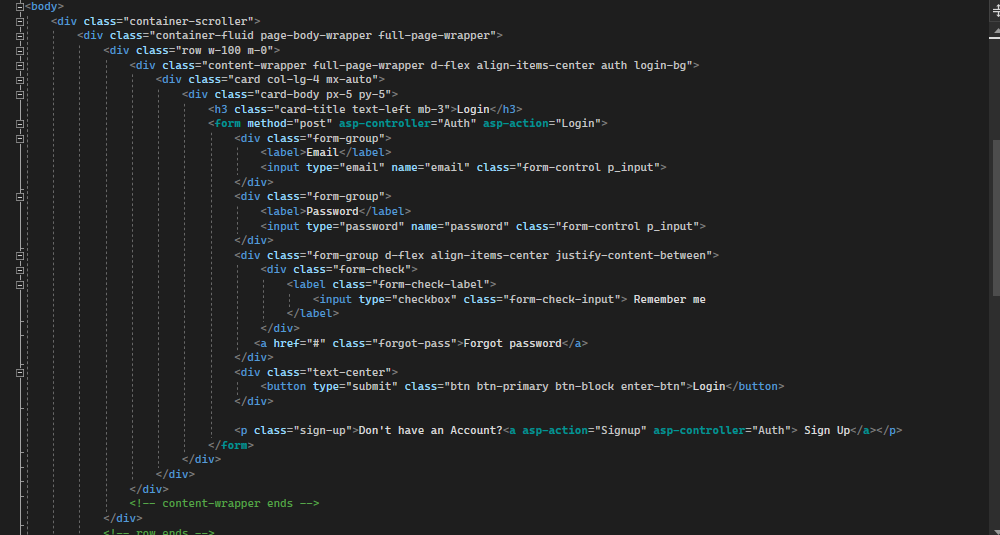 <body>
<div class="container-scroller">
<div class="container-fluid page-body-wrapper full-page-wrapper">
<div class="row w-100 m-0">
<div class="content-wrapper full-page-wrapper d-flex align-items-center auth login-bg">
<div class="card col-lg-4 mx-auto">
<div class="card-body px-5 py-5">
<h3 class="card-title text-left mb-3">Login</h3>
<form method="post" asp-controller="Auth" asp-action="Login">
<div class="form-group">
<label>Email</label>
<input type="email" name="email" class="form-control p_input">
</div>
<div class="form-group">
<label>Password</label>
<input type="password" name="password" class="form-control p_input">
</div>
<div class="form-group d-flex align-items-center justify-content-between">
<div class="form-check">
<label class="form-check-label">
<input type="checkbox" class="form-check-input"> Remember me
</label>
</div>
<a href="#" class="forgot-pass">Forgot password</a>
</div>
<div class="text-center">
<button type="submit" class="btn btn-primary btn-block enter-btn">Login</button>
</div>
<p class="sign-up">Don't have an Account?<a asp-action="Signup" asp-controller="Auth"> Sign Up</a></p>
</form>
</div>
</div>
</div>
<!-- content-wrapper ends -->
</div>
<!-- row ends -->